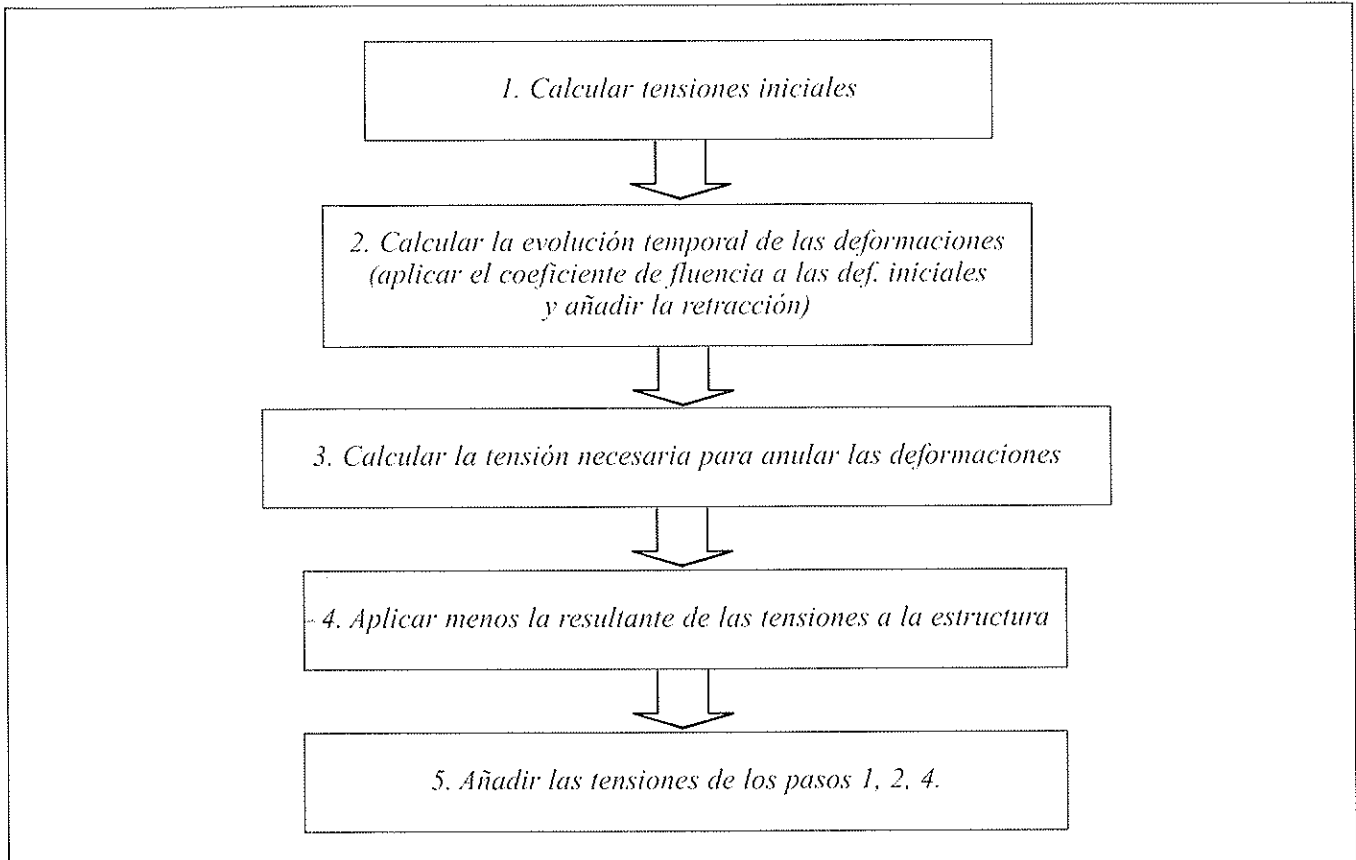 1. Calcular tensiones iniciales
2. Calcular la evolución temporal de las deformaciones
(aplicar el coeficiente de fluencia a las def. iniciales
y añadir la retracción)
3. Calcular la tensión necesaria para anular las deformaciones
4. Aplicar menos la resultante de las tensiones a la estructura
5. Añadir las tensiones de los pasos 1, 2, 4.